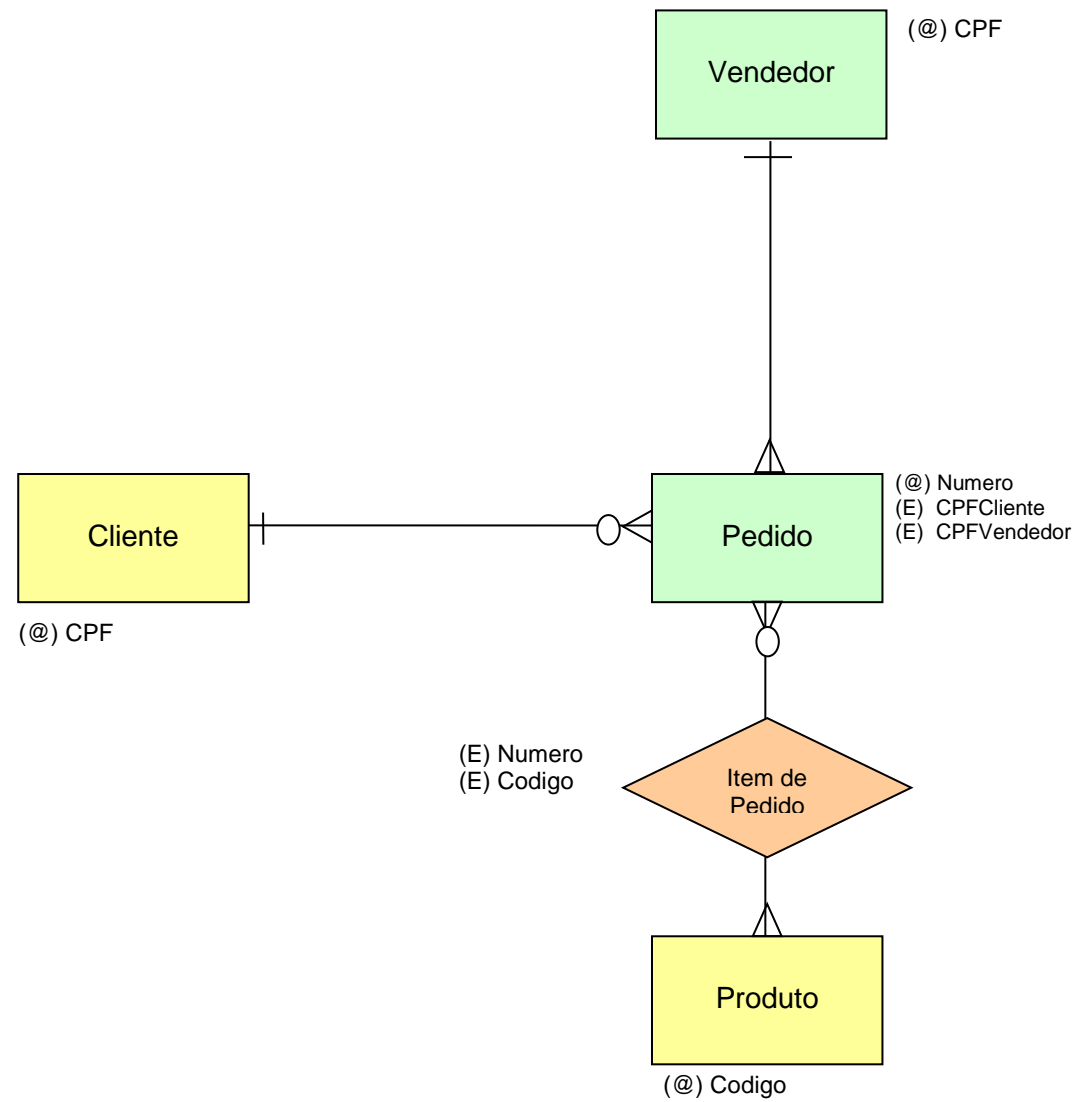 (@) CPF
Vendedor
Cliente
(@) CPF
Pedido
(@) Numero
(E) CPFCliente
(E) CPFVendedor
(E) Numero
(E) Codigo
Item de
Pedido
Produto
(@) Codigo